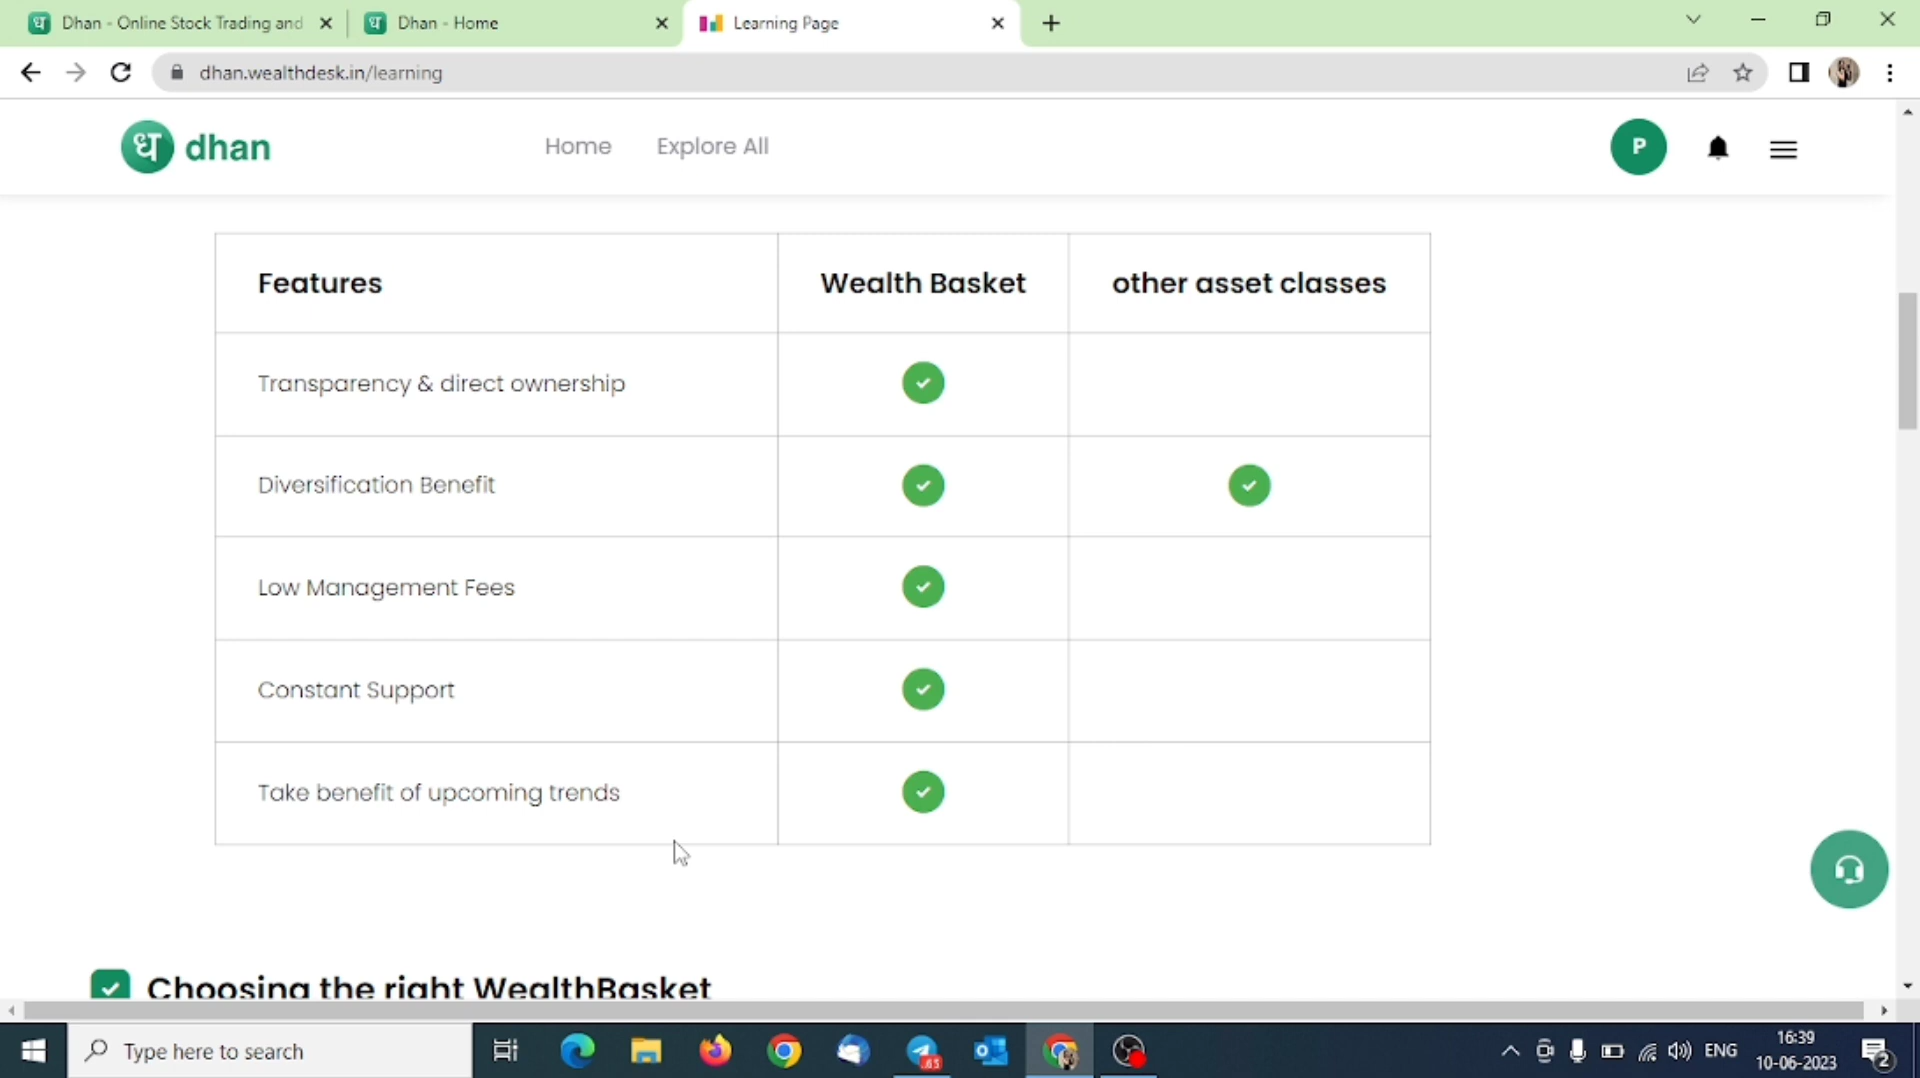 Dhan - Online Stock Trading and
Dhan - Home
Learning Page
dhan.wealthdesk.in/learning
ध dhan
Home
Explore All
P
Features
Wealth Basket
other asset classes
Transparency & direct ownership
Diversification Benefit
Low Management Fees
Constant Support
Take benefit of upcoming trends
Choosing the right WealthBasket
Type here to search
ENG
16:39
10-06-2023
2